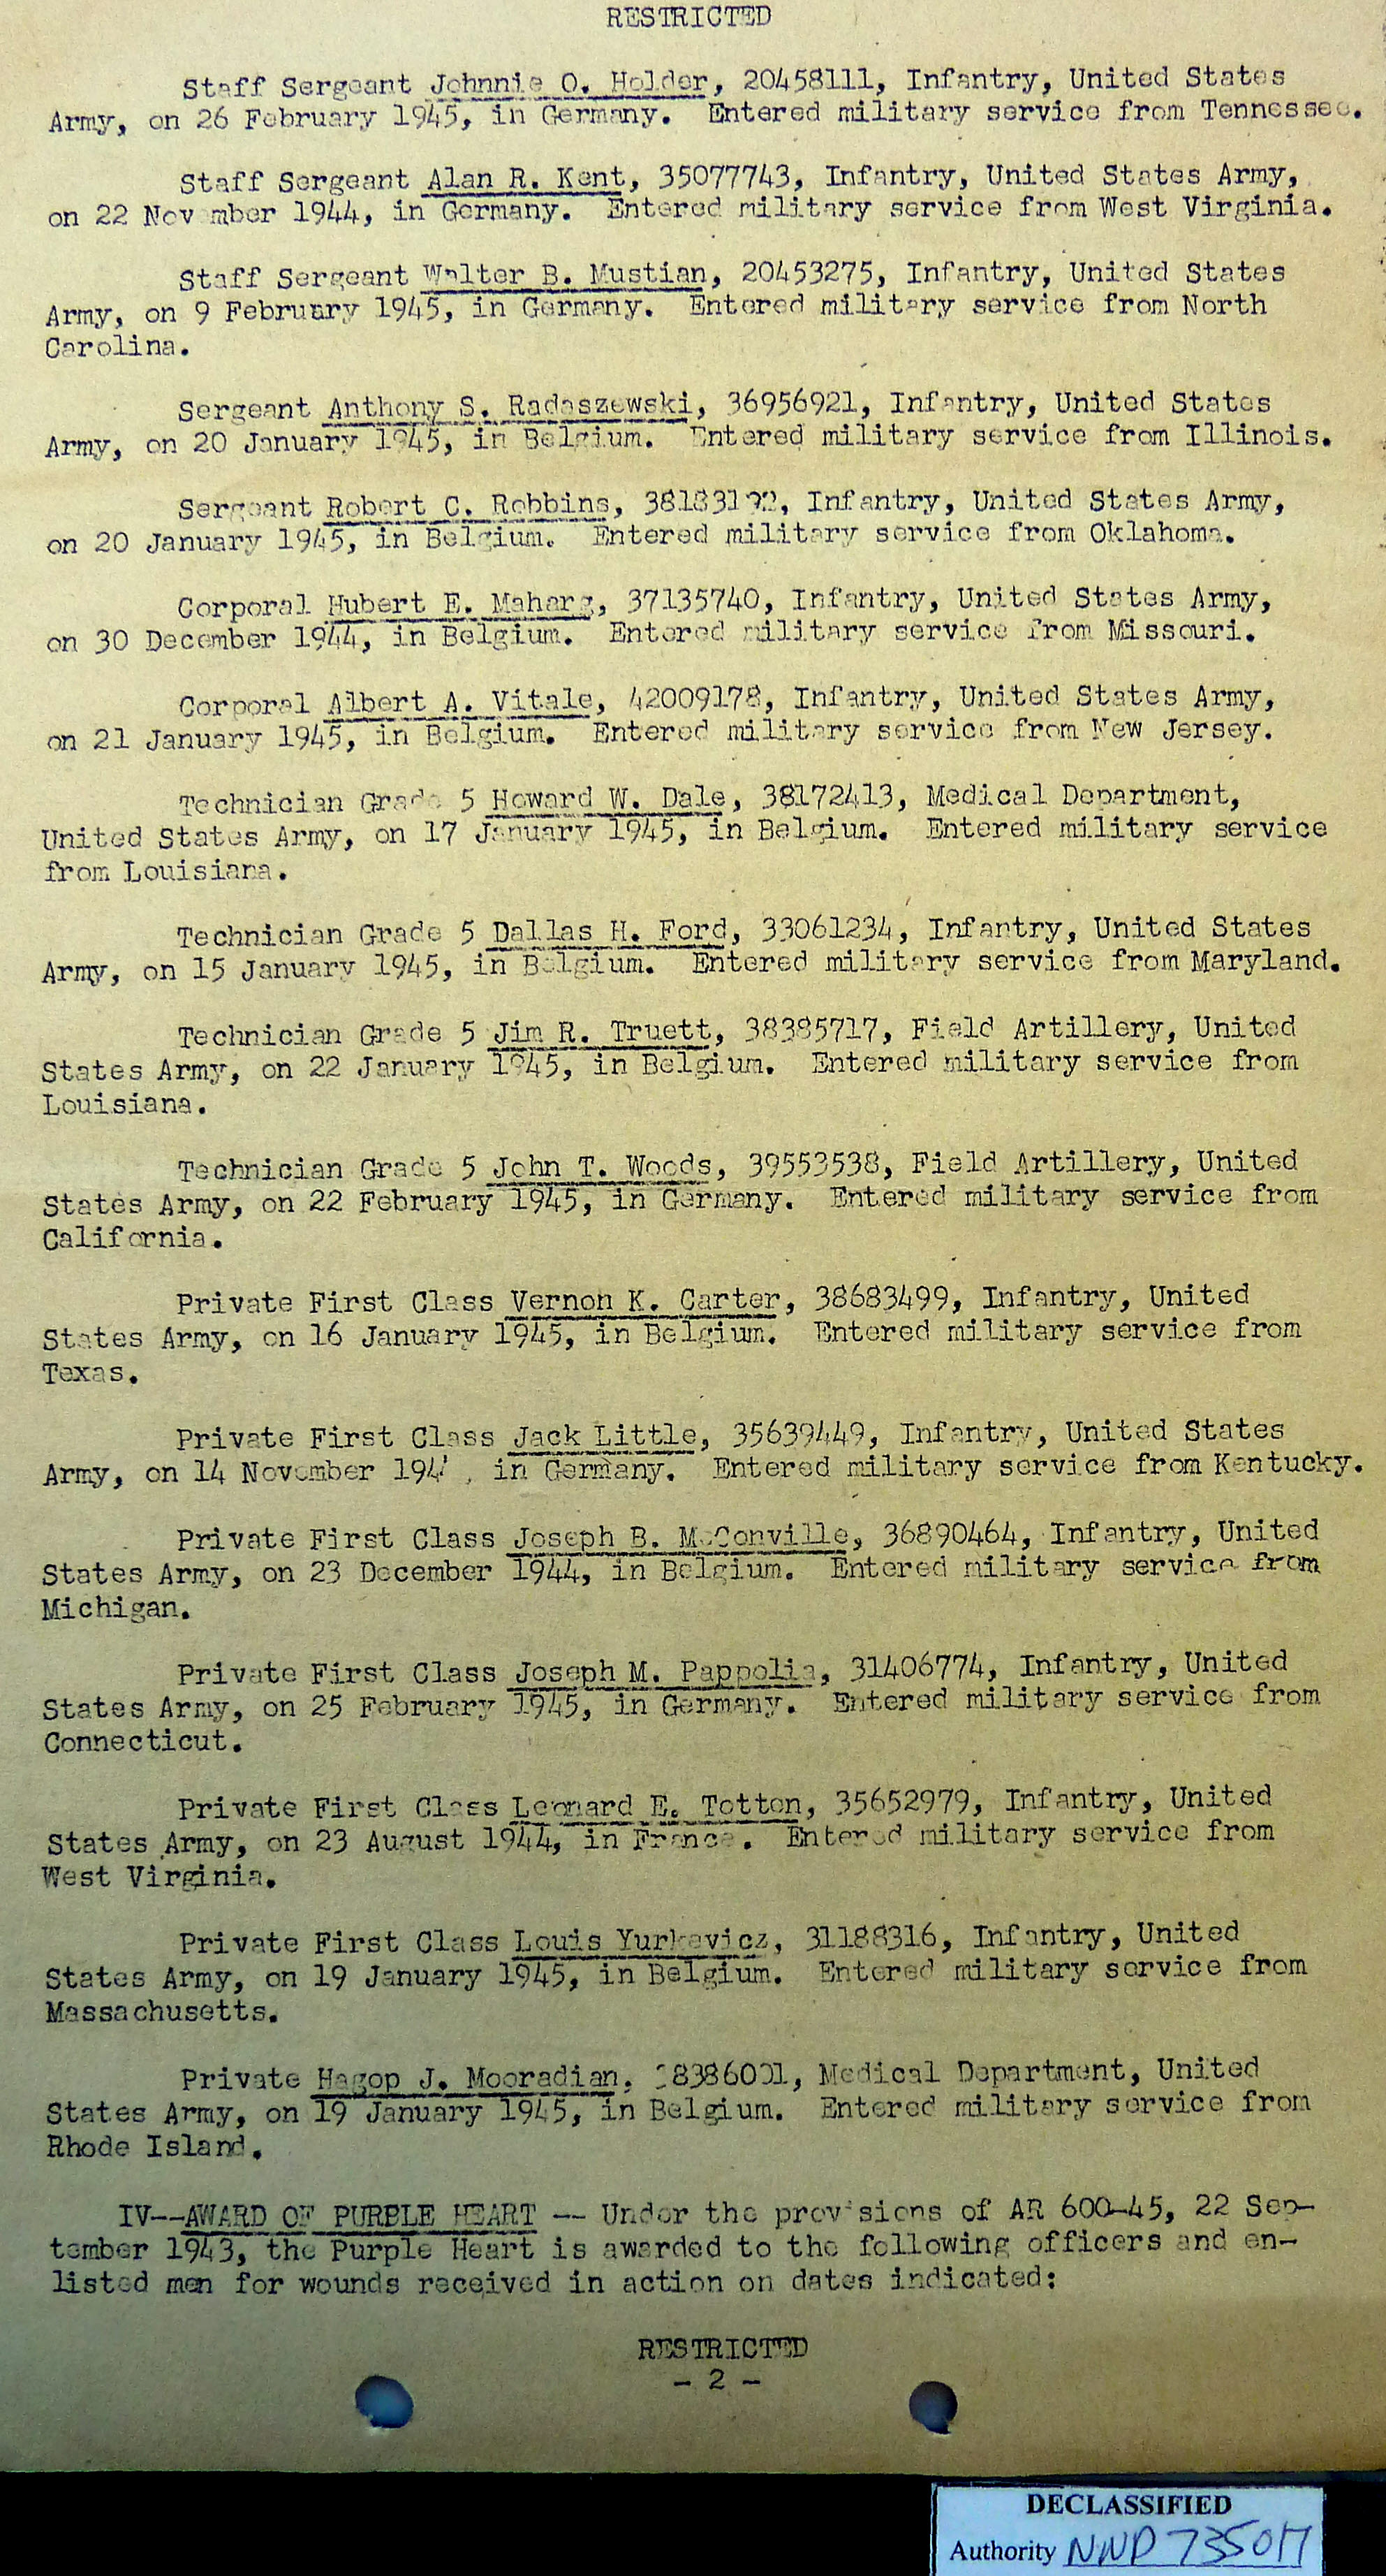 RESTRICTED
Staff Sergeant Johnnie O. Holder, 20458111, Infantry, United States
Army, on 26 February 1945, in Germany. Entered military service from Tennessee.
Staff Sergeant Alan R. Kent, 35077743, Infantry, United States Army,
on 22 Nov mber 1944, in Germany. Entered military service from West Virginia.
Staff Sergeant Walter B. Mustian, 20453275, Infantry, United States
Army, on 9 February 1945, in Germany. Entered military service from North
Carolina.
Sergeant Anthony S. Radaszewski, 36956921, Infantry, United States
Army, on 20 January 1945, in Belgium. Entered military service from Illinois.
Sergeant Robert C. Robbins, Infantry, United States Army,
on 20 January 1945, in Belgium. Entered military service from Oklahoma.
Corporal Hubert E. Maharg, 37135740, Infantry, United States Army,
on 30 December 1944, in Belgium. Entered military service from Missouri.
Corporal Albert A. Vitale, 42009178, Infantry, United States Army,
on 21 January 1945, in Belgium. Entered military service from New Jersey.
Technician Grade 5 Howard W. Dale, 38172413, Medical Department,
United States Army, on 17 January 1945, in Belgium. Entered military service
from Louisiana.
Technician Grade 5 Dallas H. Ford, 33061234, Infantry, United States
Army, on 15 January 1945, in Belgium. Entered military service from Maryland.
Technician Grade 5 Jim R. Truett, 38385717, Field Artillery, United
States Army, on 22 January 1945, in Belgium. Entered military service from
Louisiana.
Technician Grade 5 John T. Woods, 39553538, Field Artillery, United
States Army, on 22 February 1945, in Germany. Entered military service from
California.
Private First Class Vernon K. Carter, 38683499, Infantry, United
States Army, on 16 January 1945, in Belgium. Entered military service from
Texas.
Private First Class Jack Little, 35639449, Infantry, United States
Army, on 14 November in Germany. Entered military service from Kentucky.
Private First Class Joseph B. McConville, 36890464, Infantry, United
States Army, on 23 December 1944, in Belgium. Entered military service from
Michigan.
Private First Class Joseph M. Pappolia, 31406774, Infantry, United
States Army, on 25 February 1945, in Germany. Entered military service from
Connecticut.
Private First Class Leonard E. Totton, 35652979, Infantry, United
States Army, on 23 August 1944, in France. Entered military service from
West Virginia.
Private First Class Louis Yurkevicz, 31188316, Infantry, United
States Army, on 19 January 1945, in Belgium. Entered military service from
Massachusetts.
Private Hagop J. Mooradian, Medical Department, United
States Army, on 19 January 1945, in Belgium. Entered military service from
Rhode Island.
IV--AWARD OF PURPLE HEART -- Under the provisions of AR 600-45, 22 Sep-
tember 1943, the Purple Heart is awarded to the following officers and en-
listed men for wounds received in action on dates indicated:
RESTRICTED
- 2 -
DECLASSIFIED
Authority NND 735017